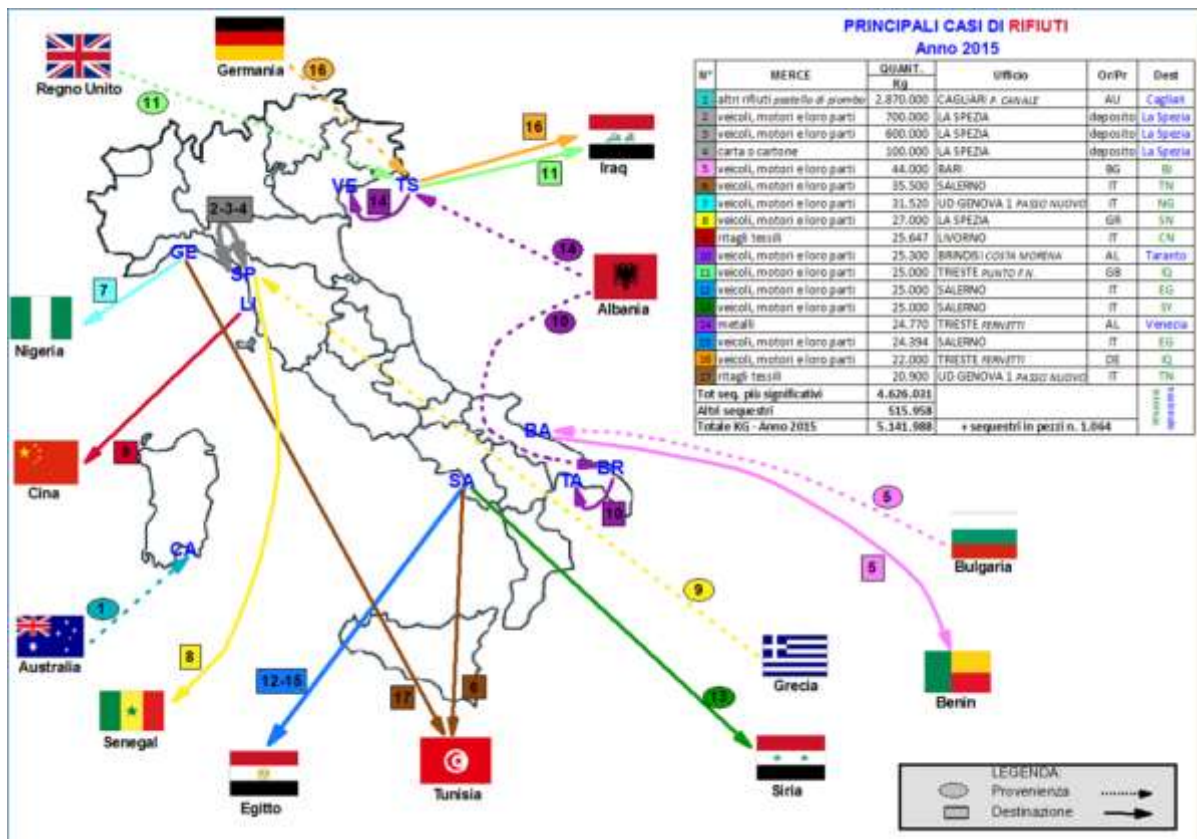 PRINCIPALI CASI DI RIFIUTI
Anno 2015
N° MERCE QUANT. Kg Ufficio Or/Pr Dest
1 altri rifiuti pastello di piombo 2.870.000 CAGLIARI P. CANALE AU Cagliari
2 veicoli, motori e loro parti 700.000 LA SPEZIA deposito La Spezia
3 veicoli, motori e loro parti 600.000 LA SPEZIA deposito La Spezia
4 carta o cartone 100.000 LA SPEZIA deposito La Spezia
5 veicoli, motori e loro parti 44.000 BARI BG BJ
6 veicoli, motori e loro parti 35.500 SALERNO IT TN
7 veicoli, motori e loro parti 31.520 UD GENOVA 1 PASSO NUOVO IT NG
8 veicoli, motori e loro parti 27.000 LA SPEZIA GR SN
ritagli tessili 25.647 LIVORNO IT CN
10 veicoli, motori e loro parti 25.300 BRINDISI COSTA MORENA AL Taranto
11 veicoli, motori e loro parti 25.000 TRIESTE PUNTO F.N. GB IQ
12 veicoli, motori e loro parti 25.000 SALERNO IT EG
veicoli, motori e loro parti 25.000 SALERNO IT SY
14 metalli 24.770 TRIESTE AL Venezia
15 veicoli, motori e loro parti 24.394 SALERNO IT EG
16 veicoli, motori e loro parti 22.000 TRIESTE DE IQ
17 ritagli tessili 20.900 UD GENOVA 1 PASSO NUOVO IT TN
Tot seq. più significativi 4.626.031
Altri sequestri 515.958
Totale KG - Anno 2015 5.141.988 + sequestri in pezzi n. 1.064
Regno Unito
Germania
16
11
16
11
Iraq
VE
TS
14
14
2-3-4
GE
SP
LI
7
Nigeria
Albania
10
Cina
9
BA
BR
TA
10
SA
CA
5
5
Bulgaria
1
Australia
9
8
Senegal
12-15
17
6
13
Grecia
Benin
Egitto
Tunisia
Siria
LEGENDA:
Provenienza
Destinazione